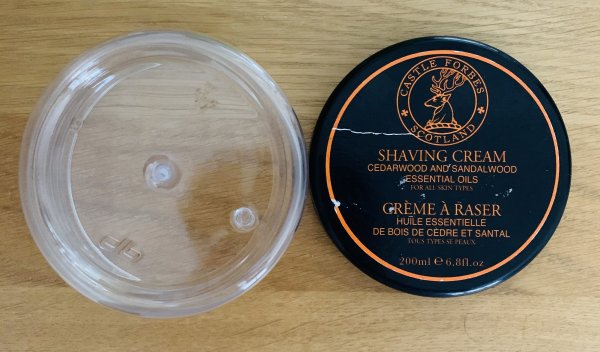 CASTLE FORBES
SCOTLAND
SHAVING CREAM
CEDARWOOD AND SANDALWOOD
ESSENTIAL OILS
FOR ALL SKIN TYPES
CRÈME À RASER
HUILE ESSENTIELLE
DE BOIS DE CÈDRE ET SANTAL
TOUS TYPES SE PEAUX
200ml e 6,8fl.oz